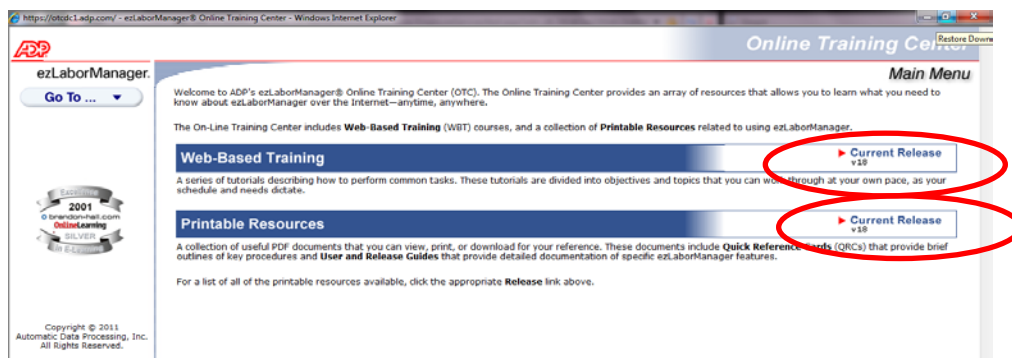 https://otcdc1.adp.com/ - ezLaborManager® Online Training Center - Windows Internet Explorer
Restore Down
ADP
Online Training Center
ezLaborManager.
Main Menu
Go To ...
Welcome to ADP's ezLaborManager® Online Training Center (OTC). The Online Training Center provides an array of resources that allows you to learn what you need to
know about ezLaborManager over the Internet—anytime, anywhere.
The On-Line Training Center includes Web-Based Training (WBT) courses, and a collection of Printable Resources related to using ezLaborManager.
Web-Based Training
Current Release
v10
A series of tutorials describing how to perform common tasks. These tutorials are divided into objectives and topics that you can work through at your own pace, as your
schedule and needs dictate.
Excellence
2001
brandon-hall.com
OnlineLearning
SILVER
in E-Learning
Printable Resources
Current Release
v10
A collection of useful PDF documents that you can view, print, or download for your reference. These documents include Quick Reference Cards (QRCs) that provide brief
outlines of key procedures and User and Release Guides that provide detailed documentation of specific ezLaborManager features.
For a list of all of the printable resources available, click the appropriate Release link above.
Copyright © 2011
Automatic Data Processing, Inc.
All Rights Reserved.